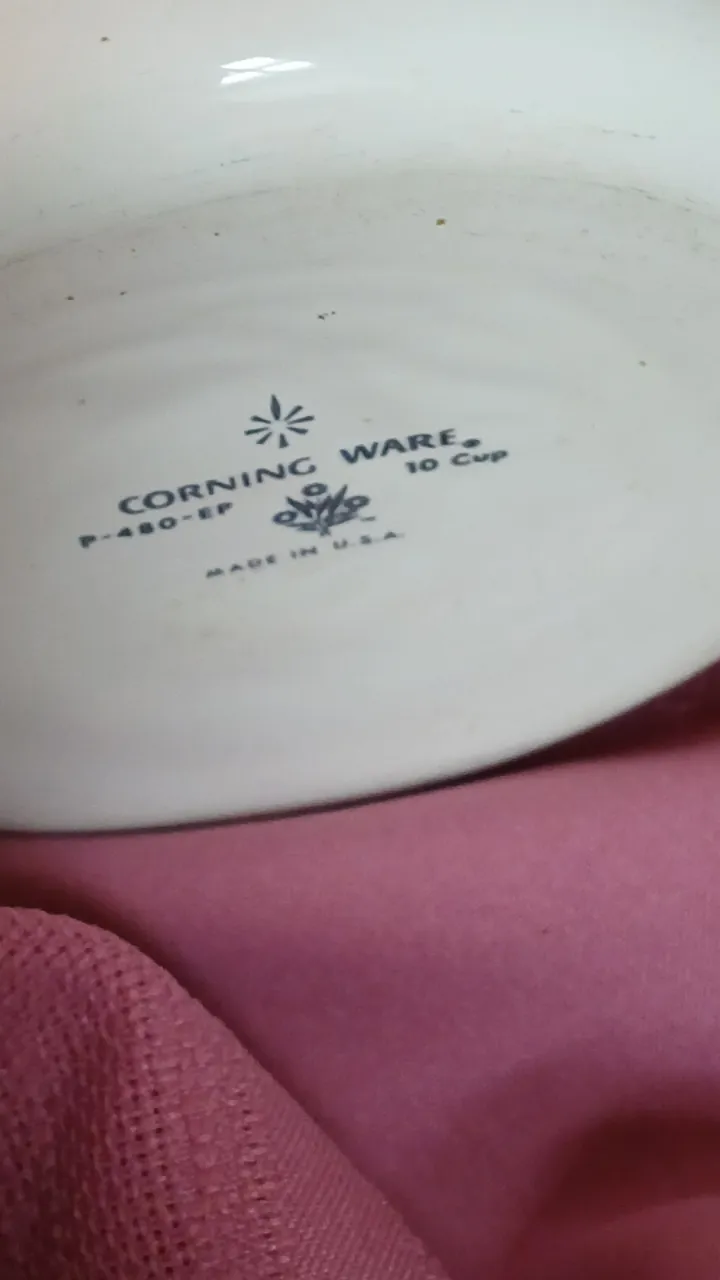 CORNING WARE®
P-480-EP 10 Cup
MADE IN U.S.A.